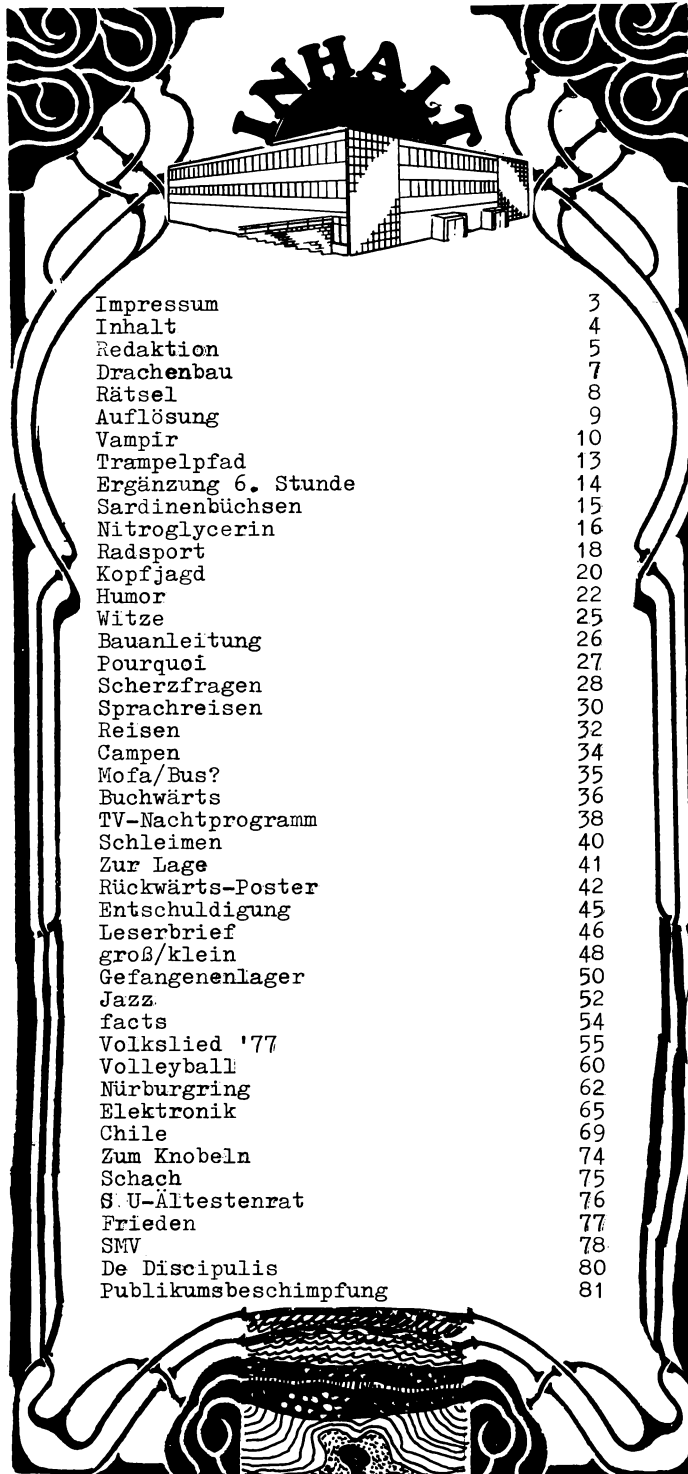 INHALT
Impressum 3
Inhalt 4
Redaktion 5
Drachenbau 7
Rätsel 8
Auflösung 9
Vampir 10
Trampelpfad 13
Ergänzung 6. Stunde 14
Sardinenbüchsen 15
Nitroglycerin 16
Radsport 18
Kopfjagd 20
Humor 22
Witze 25
Bauanleitung 26
Pourquoi 27
Scherzfragen 28
Sprachreisen 30
Reisen 32
Campen 34
Mofa/Bus? 35
Buchwärts 36
TV-Nachtprogramm 38
Schleimen 40
Zur Lage 41
Rückwärts-Poster 42
Entschuldigung 45
Leserbrief 46
groß/klein 48
Gefangenenlager 50
Jazz 52
facts 54
Volkslied '77 55
Volleyball 60
Nürburgring 62
Elektronik 65
Chile 69
Zum Knobeln 74
Schach 75
S U-Ältestenrat 76
Frieden 77
SMV 78
De Discipulis 80
Publikumsbeschimpfung 81